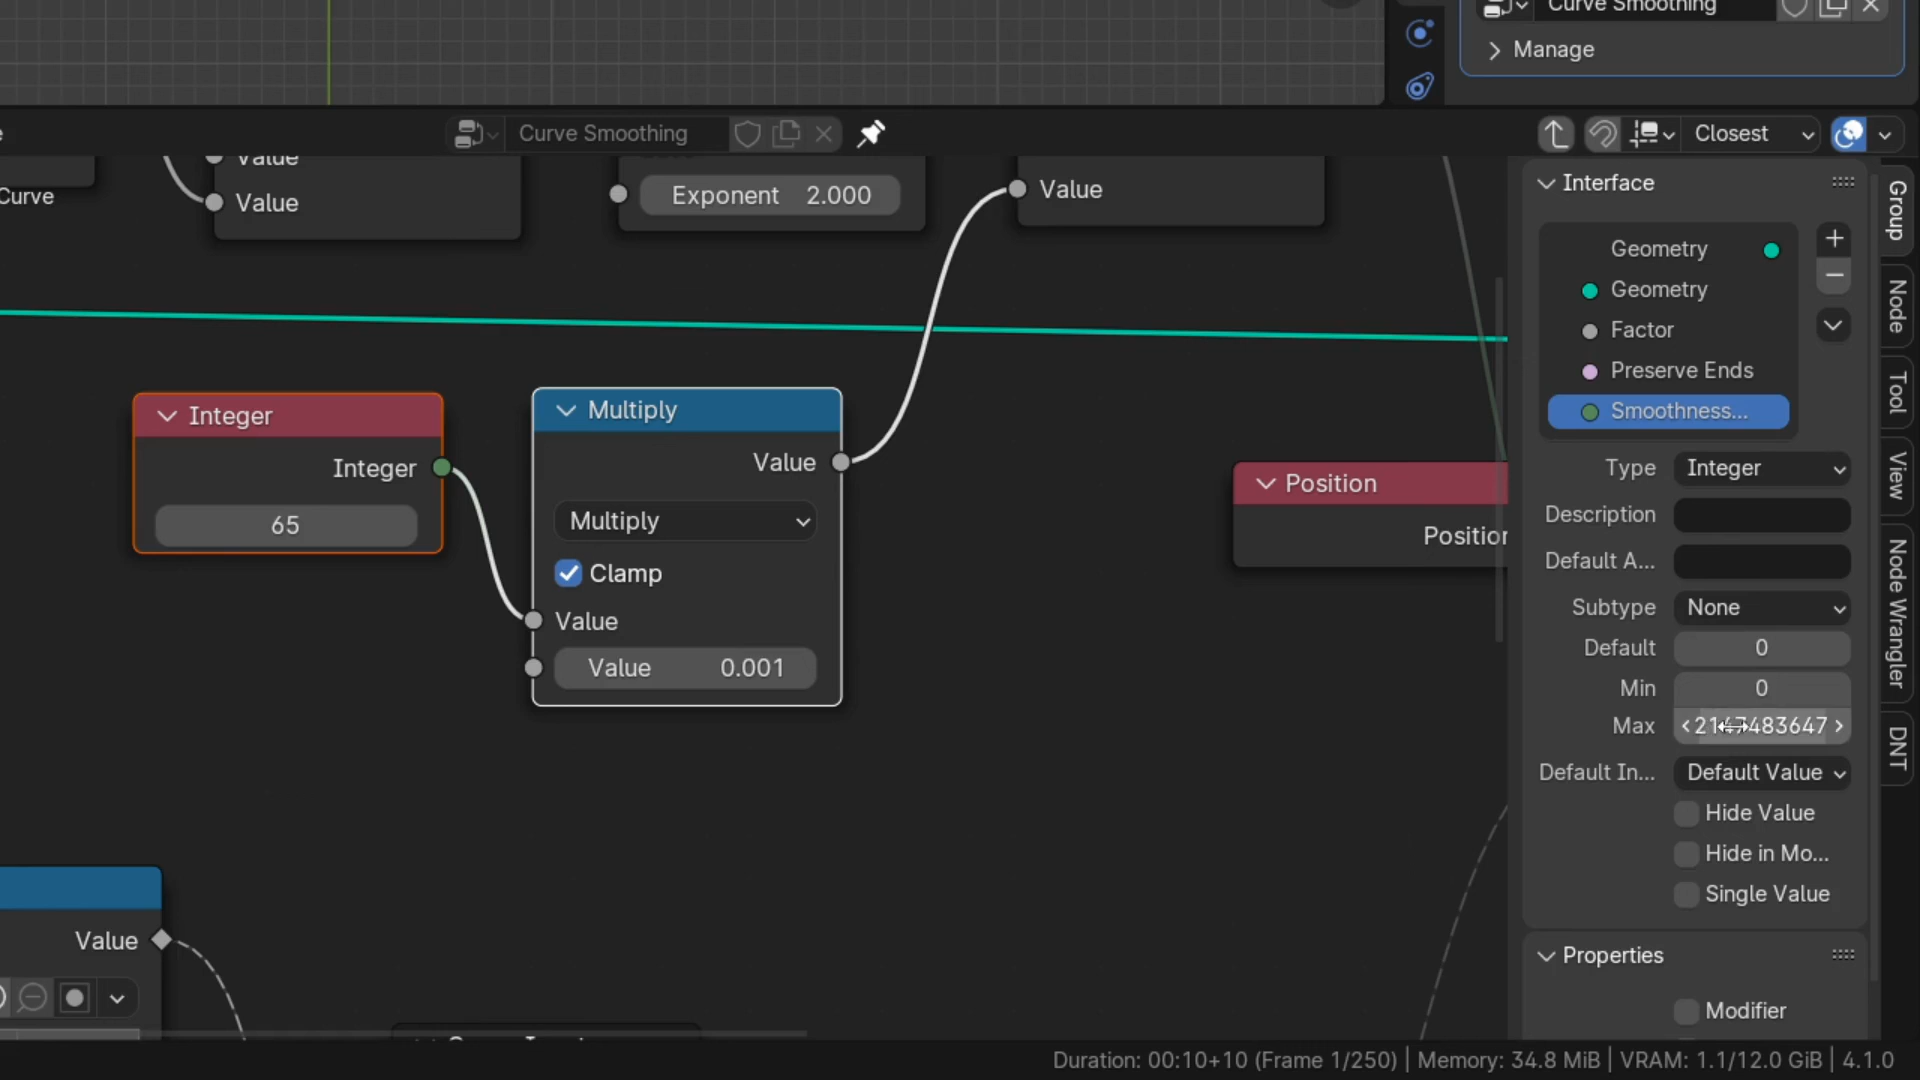 Curve Smoothing
Manage
Curve Smoothing
Closest
Value
Value
Curve
Exponent 2.000
Value
Interface
Geometry
Geometry
Factor
Preserve Ends
Smoothness...
Type Integer
Description
Default A...
Subtype None
Default 0
Min 0
Max 2147483647
Default In... Default Value
Hide Value
Hide in Mo...
Single Value
Properties
Modifier
Group
Node
Tool
View
Node Wrangler
DNT
Integer
Integer
65
Multiply
Value
Multiply
Clamp
Value
Value 0.001
Position
Position
Value
Duration: 00:10+10 (Frame 1/250) | Memory: 34.8 MiB | VRAM: 1.1/12.0 GiB | 4.1.0